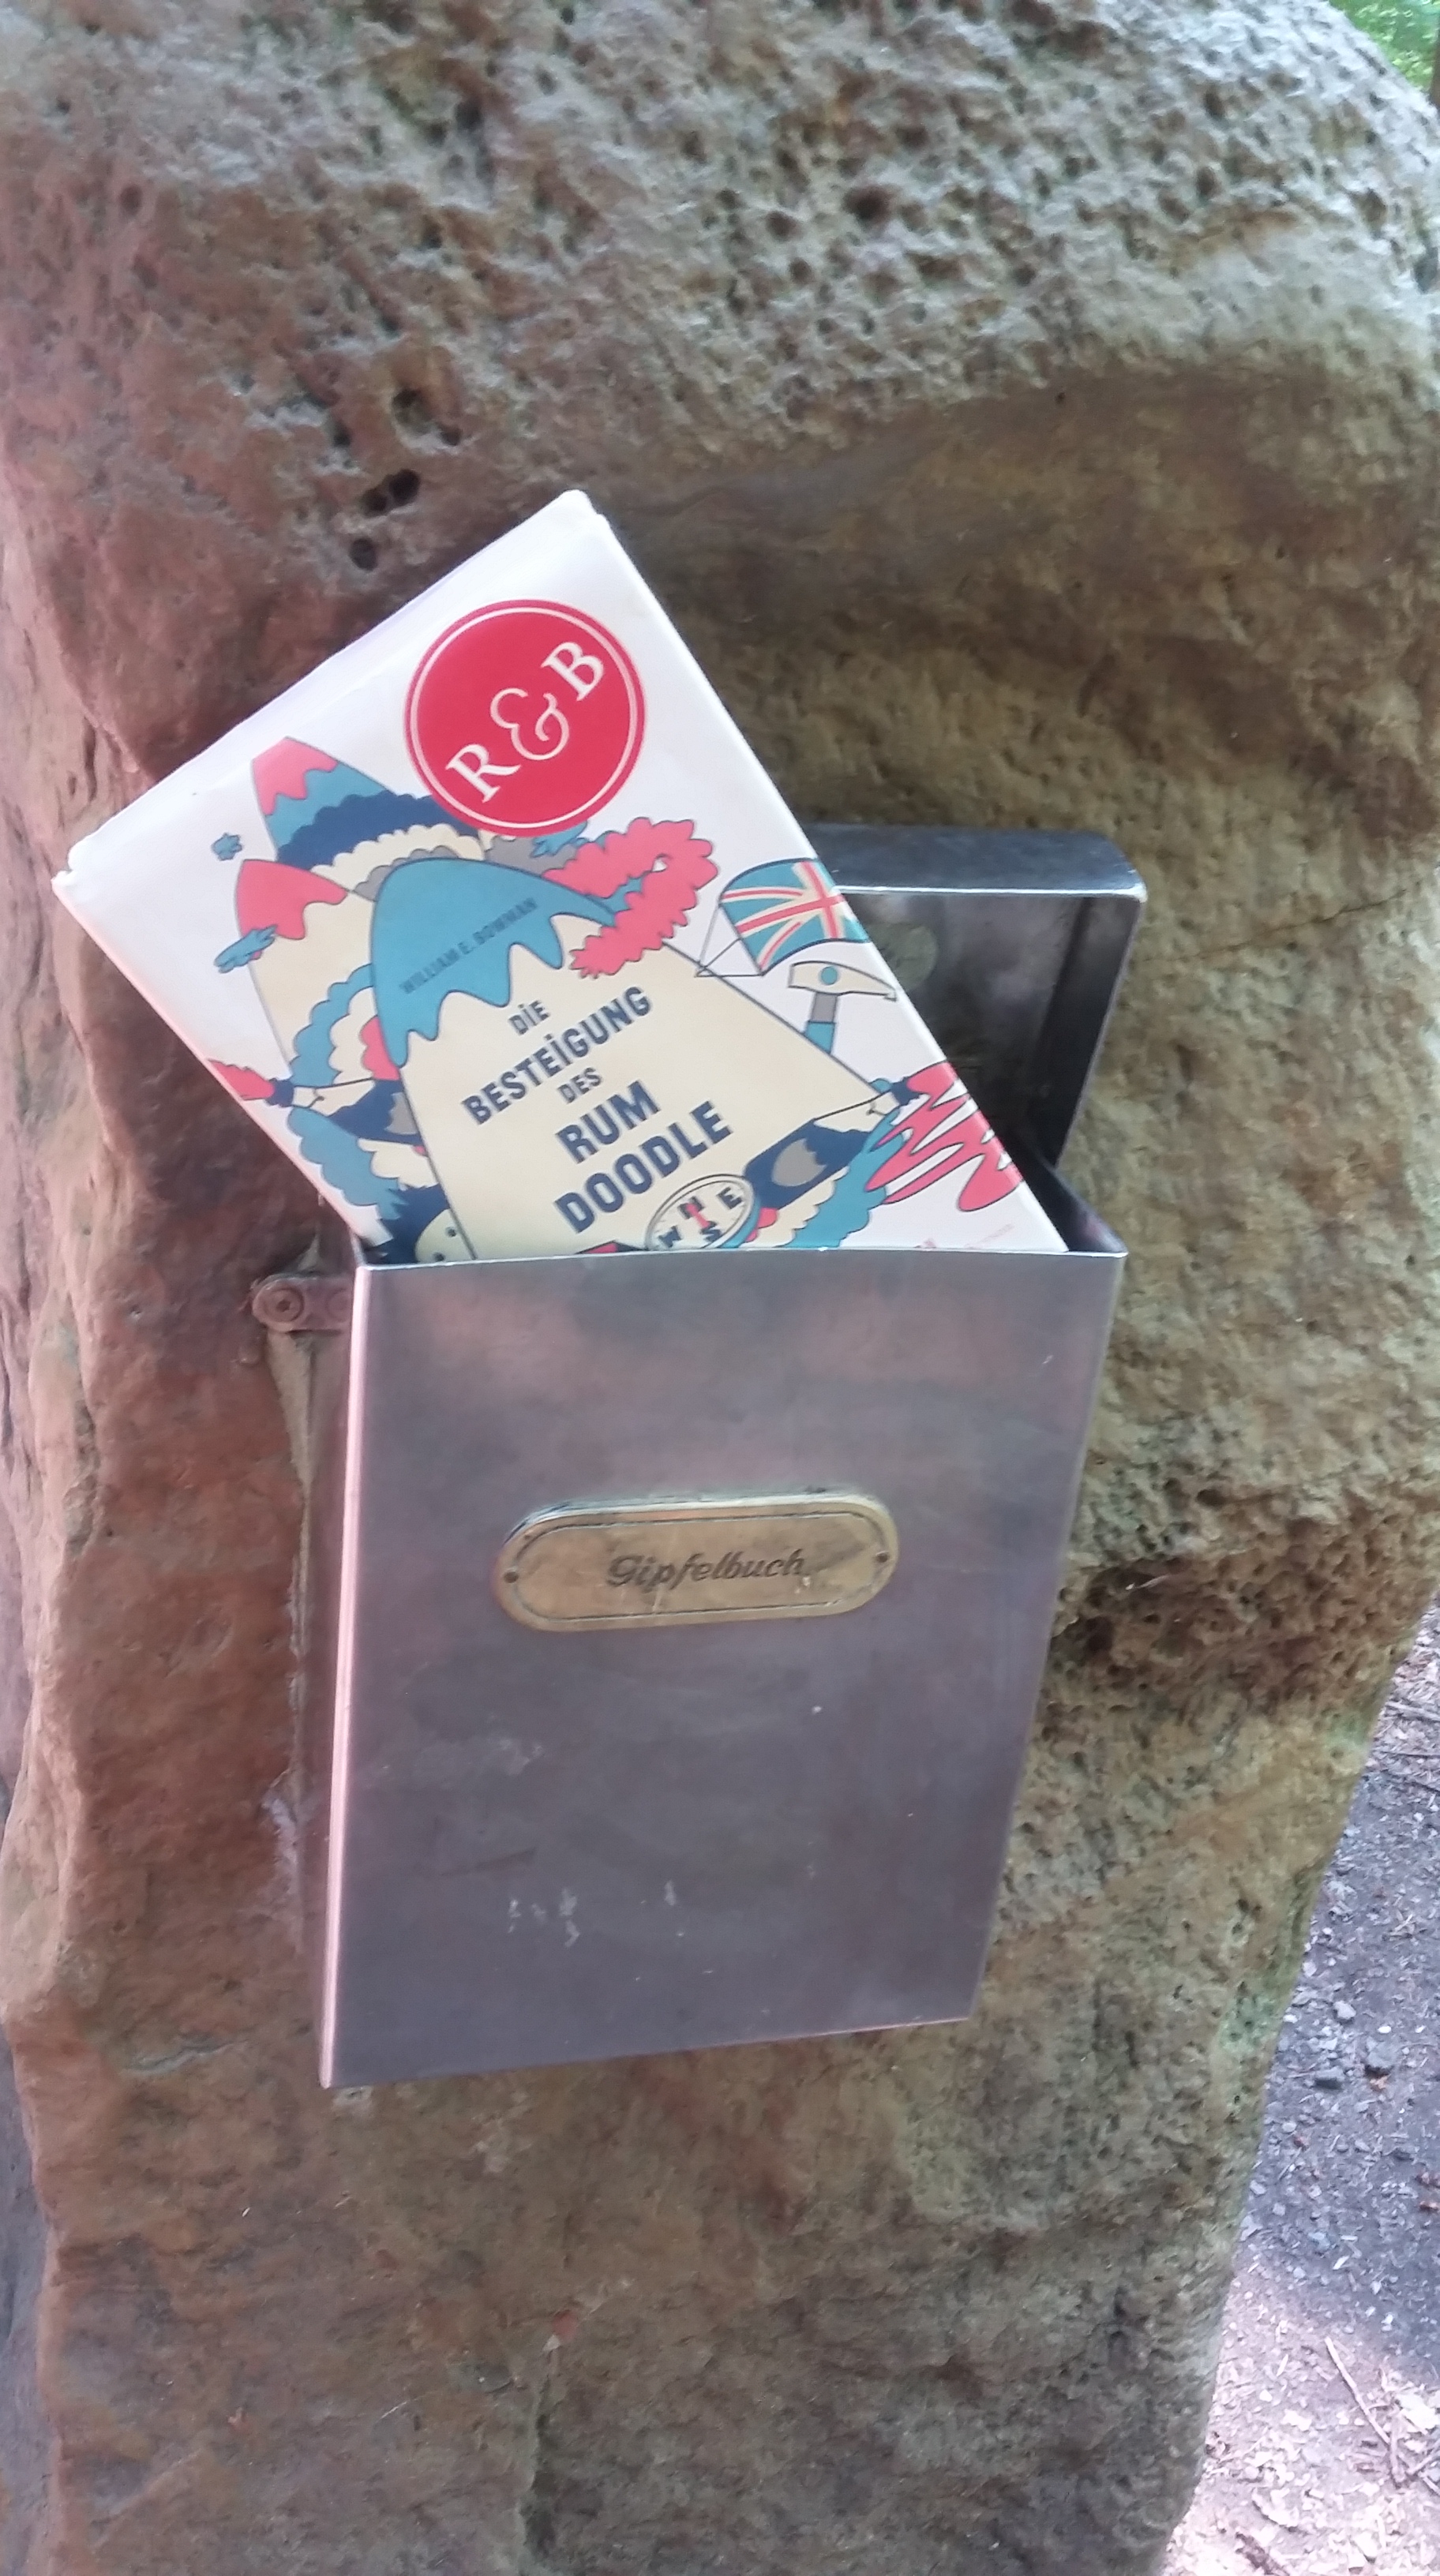 R&B
WILLIAM E. BOWMAN
DiE
BESTEiGUNG
DES
RUM
DOODLE
N
W T E
S
Gipfelbuch